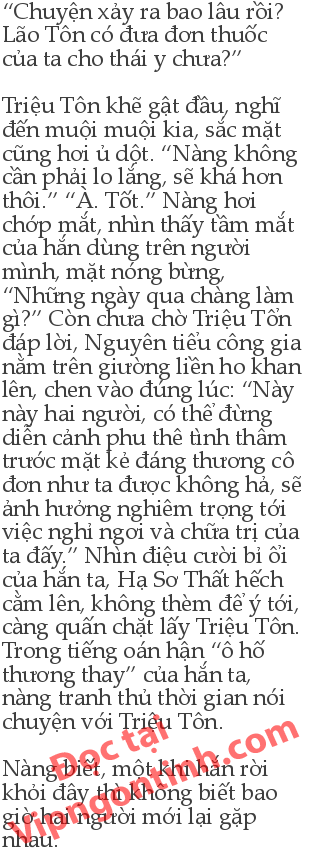 “Chuyện xảy ra bao lâu rồi?
Lão Tôn có đưa đơn thuốc
của ta cho thái y chưa?”
Triệu Tôn khẽ gật đầu, nghĩ
đến muội muội kia, sắc mặt
cũng hơi ủ dột. “Nàng không
cần phải lo lắng, sẽ khá hơn
thôi.” “À. Tốt.” Nàng hơi
chớp mắt, nhìn thấy tầm mắt
của hắn dùng trên người
mình, mặt nóng bừng,
“Những ngày qua chàng làm
gì?” Còn chưa chờ Triệu Tỗn
đáp lời, Nguyên tiểu công gia
nằm trên giường liền ho khan
lên, chen vào đúng lúc: “Này
này hai người, có thể đừng
diễn cảnh phu thê tình thâm
trước mặt kẻ đáng thương cô
đơn như ta được không hả, sẽ
ảnh hưởng nghiêm trọng tới
việc nghỉ ngơi và chữa trị của
ta đấy.” Nhìn điệu cười bỉ ổi
của hắn ta, Hạ Sơ Thất hếch
cằm lên, không thèm để ý tới,
càng quấn chặt lấy Triệu Tôn.
Trong tiếng oán hận “ô hố
thương thay” của hắn ta,
nàng tranh thủ thời gian nói
chuyện với Triệu Tôn.
Nàng biết, một khi hắn rời
khỏi đây thì không biết bao
giờ hai người mới lại gặp
nhau.
Đọc tại
Vipngontinh.com